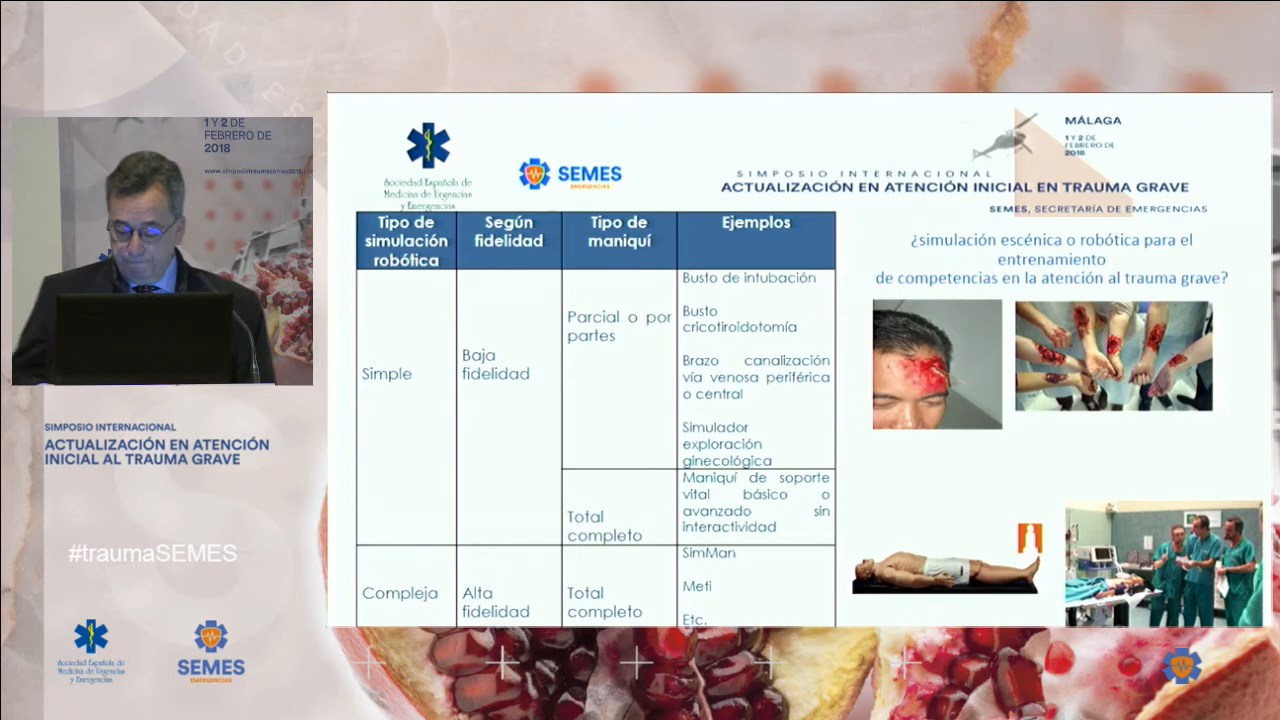 1 Y 2 DE
FEBRERO DE
2018
www.simposiotraumasemes2018.com
SIMPOSIO INTERNACIONAL
ACTUALIZACIÓN EN ATENCIÓN
INICIAL AL TRAUMA GRAVE
#traumaSEMES
Sociedad Española de
Medicina de Urgencias
y Emergencias
SEMES
EMERGENCIAS
Sociedad Española de
Medicina de Urgencias
y Emergencias
SEMES
EMERGENCIAS
MÁLAGA
1 Y 2 DE
FEBRERO DE
2018
SIMPOSIO INTERNACIONAL
ACTUALIZACIÓN EN ATENCIÓN INICIAL EN TRAUMA GRAVE
SEMES, SECRETARÍA DE EMERGENCIAS
Tipo de
simulación
robótica
Según
fidelidad
Tipo de
maniquí
Ejemplos
Simple
Baja
fidelidad
Parcial o por
partes
Busto de intubación
Busto
cricotiroidotomía
Brazo canalización
vía venosa periférica
o central
Simulador
exploración
ginecológica
Total
completo
Maniquí de soporte
vital básico o
avanzado sin
interactividad
Compleja
Alta
fidelidad
Total
completo
SimMan
Meti
Etc.
¿simulación escénica o robótica para el
entrenamiento
de competencias en la atención al trauma grave?